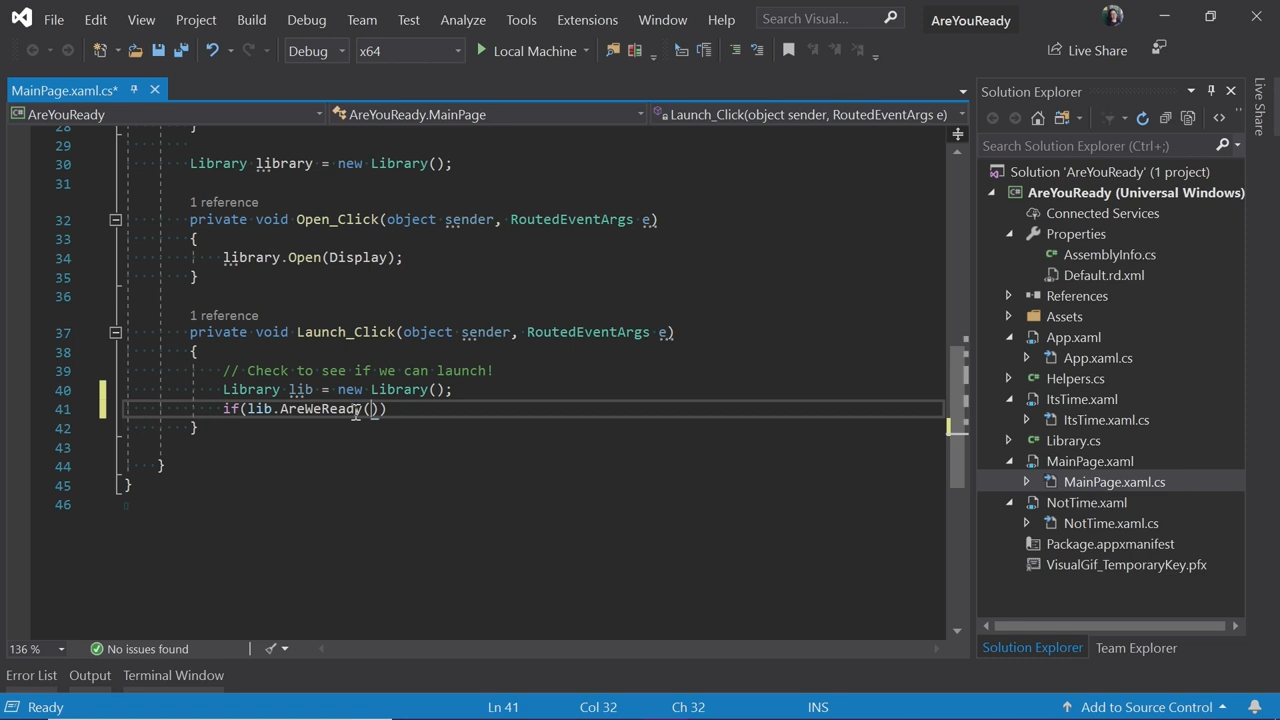 File Edit View Project Build Debug Team Test Analyze Tools Extensions Window Help Search Visual... AreYouReady
Debug x64 Local Machine Live Share
MainPage.xaml.cs*
AreYouReady AreYouReady.MainPage Launch_Click(object sender, RoutedEventArgs e)
28 }
29
30 Library library = new Library();
31
1 reference
32 private void Open_Click(object sender, RoutedEventArgs e)
33 {
34 library.Open(Display);
35 }
36
1 reference
37 private void Launch_Click(object sender, RoutedEventArgs e)
38 {
39 // Check to see if we can launch!
40 Library lib = new Library();
41 if(lib.AreWeReady())
42 }
43
44 }
45 }
46
136 % No issues found
Error List Output Terminal Window
Ready Ln 41 Col 32 Ch 32 INS Add to Source Control
Solution Explorer
Search Solution Explorer (Ctrl+;)
Solution 'AreYouReady' (1 project)
AreYouReady (Universal Windows)
Connected Services
Properties
AssemblyInfo.cs
Default.rd.xml
References
Assets
App.xaml
App.xaml.cs
Helpers.cs
ItsTime.xaml
ItsTime.xaml.cs
Library.cs
MainPage.xaml
MainPage.xaml.cs
NotTime.xaml
NotTime.xaml.cs
Package.appxmanifest
VisualGif_TemporaryKey.pfx
Solution Explorer Team Explorer
Live Share